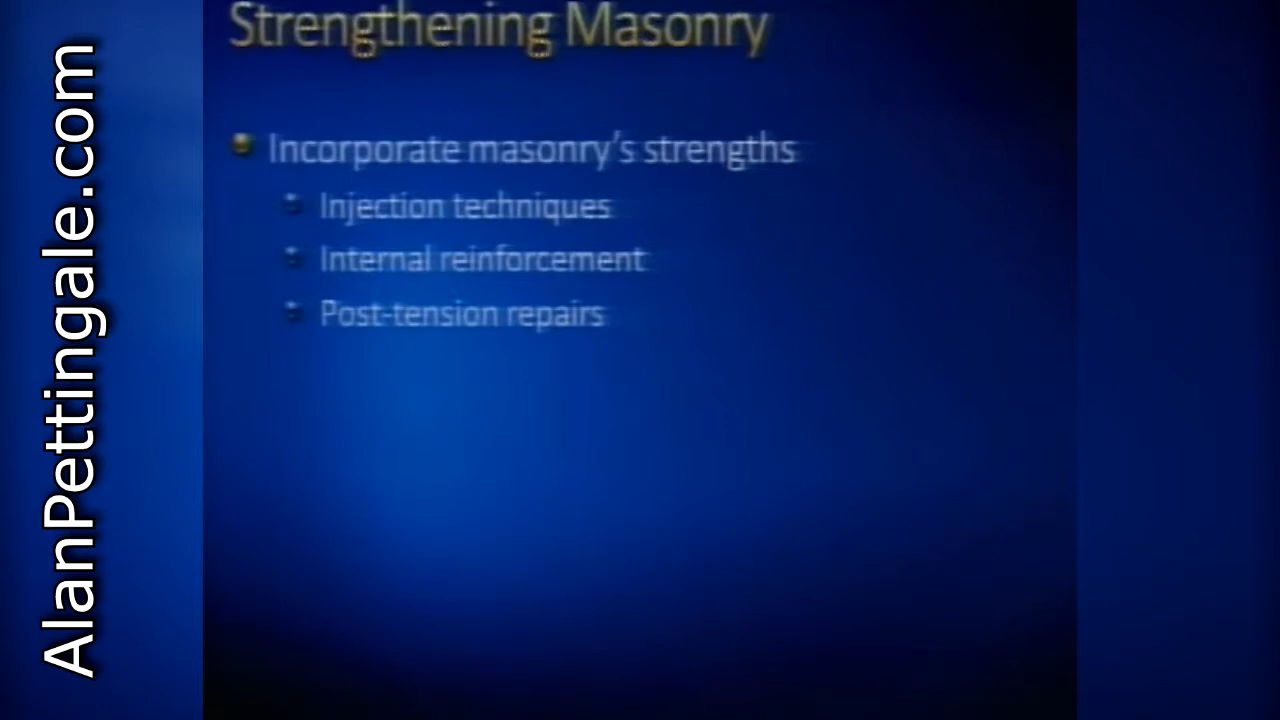 AlanPettingale.com
Strengthening Masonry
Incorporate masonry's strengths
Injection techniques
Internal reinforcement
Post-tension repairs